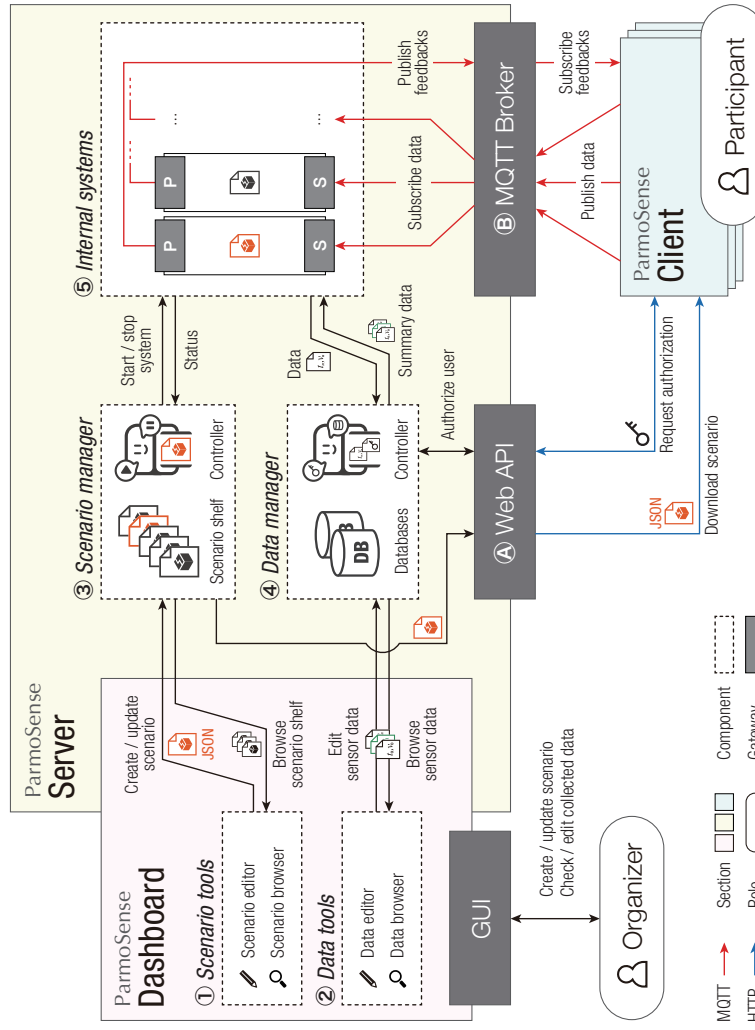 ParmoSense
Server
ParmoSense
Dashboard
① Scenario tools
Scenario editor
Scenario browser
② Data tools
Data editor
Data browser
GUI
Create / update scenario
Check / edit collected data
Organizer
Create / update
scenario
JSON
Browse
scenario shelf
Edit
sensor data
Browse
sensor data
③ Scenario manager
Scenario shelf
Controller
④ Data manager
DB
Databases
Controller
Start / stop
system
Status
Data
Summary data
Authorize user
Ⓐ Web API
⑤ Internal systems
P
S
P
S
...
...
Publish
feedbacks
Subscribe data
Ⓑ MQTT Broker
Subscribe
feedbacks
Publish data
ParmoSense
Client
Participant
Request authorization
JSON
Download scenario
MQTT
HTTP
Section
Role
Component
Gateway